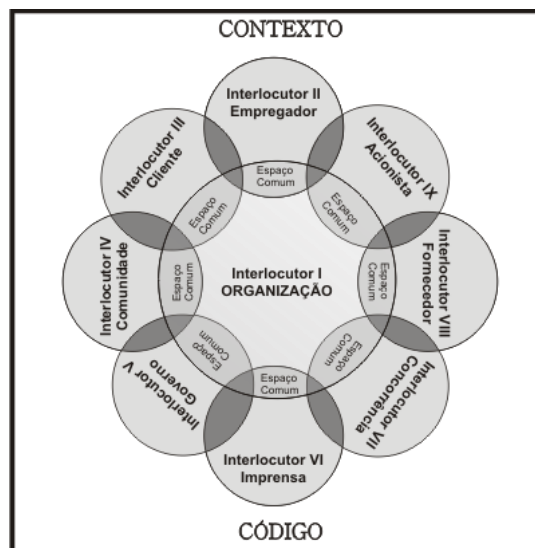 CONTEXTO
Interlocutor II
Empregador
Interlocutor III
Cliente
Interlocutor IX
Acionista
Espaço
Comum
Espaço
Comum
Espaço
Comum
Interlocutor IV
Comunidade
Espaço
Comum
Interlocutor I
ORGANIZAÇÃO
Espaço
Comum
Interlocutor VIII
Fornecedor
Espaço
Comum
Espaço
Comum
Interlocutor V
Governo
Espaço
Comum
Interlocutor VII
Concorrência
Interlocutor VI
Imprensa
CÓDIGO